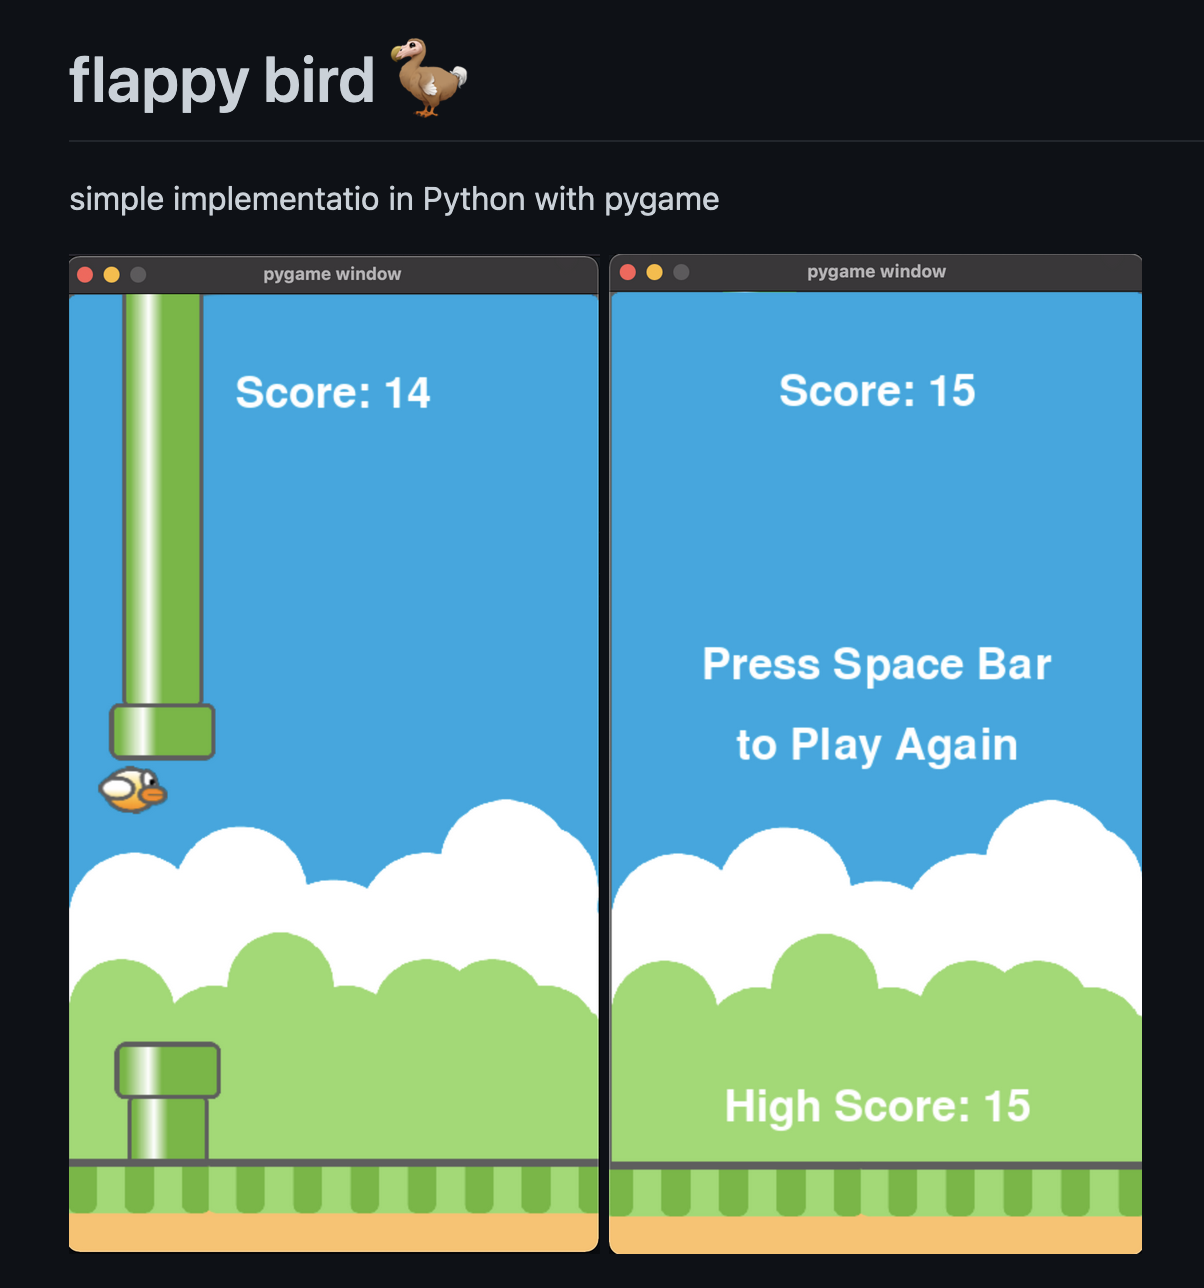 flappy bird 🦤
simple implementatio in Python with pygame
pygame window
Score: 14
pygame window
Score: 15
Press Space Bar
to Play Again
High Score: 15